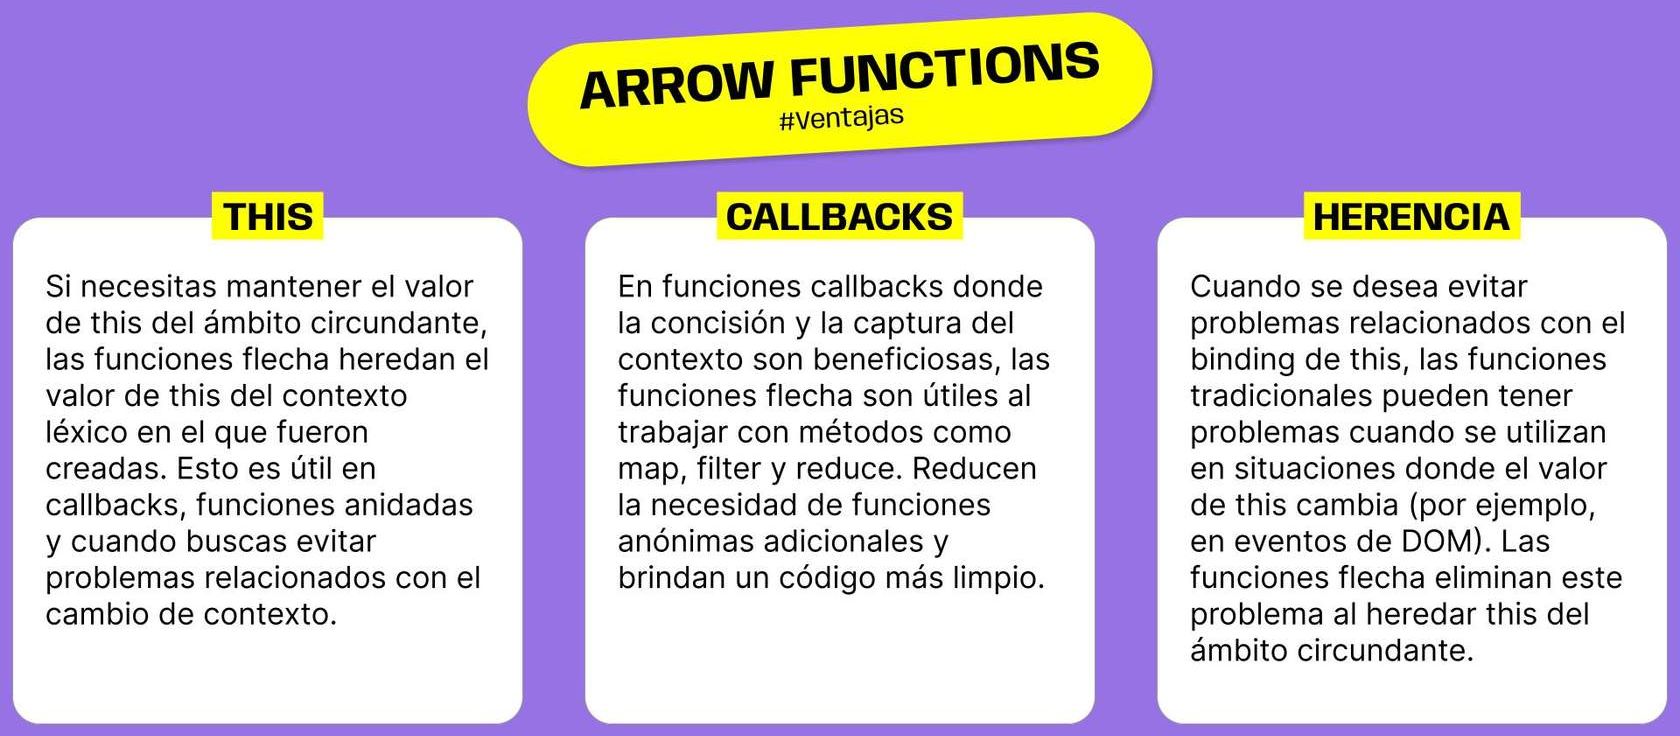 ARROW FUNCTIONS
#Ventajas
THIS
Si necesitas mantener el valor
de this del ámbito circundante,
las funciones flecha heredan el
valor de this del contexto
léxico en el que fueron
creadas. Esto es útil en
callbacks, funciones anidadas
y cuando buscas evitar
problemas relacionados con el
cambio de contexto.
CALLBACKS
En funciones callbacks donde
la concisión y la captura del
contexto son beneficiosas, las
funciones flecha son útiles al
trabajar con métodos como
map, filter y reduce. Reducen
la necesidad de funciones
anónimas adicionales y
brindan un código más limpio.
HERENCIA
Cuando se desea evitar
problemas relacionados con el
binding de this, las funciones
tradicionales pueden tener
problemas cuando se utilizan
en situaciones donde el valor
de this cambia (por ejemplo,
en eventos de DOM). Las
funciones flecha eliminan este
problema al heredar this del
ámbito circundante.